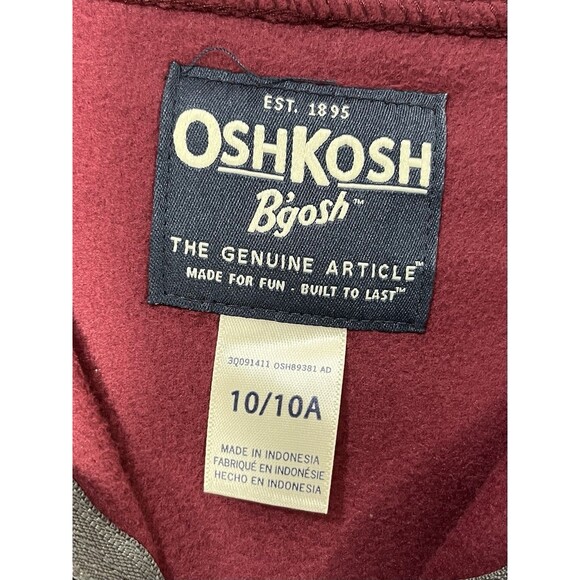 EST. 1895
OSHKOSH
B'gosh™
THE GENUINE ARTICLE™
MADE FOR FUN - BUILT TO LAST™
3Q091411 OSH89381 AD
10/10A
MADE IN INDONESIA
FABRIQUÉ EN INDONÉSIE
HECHO EN INDONESIA